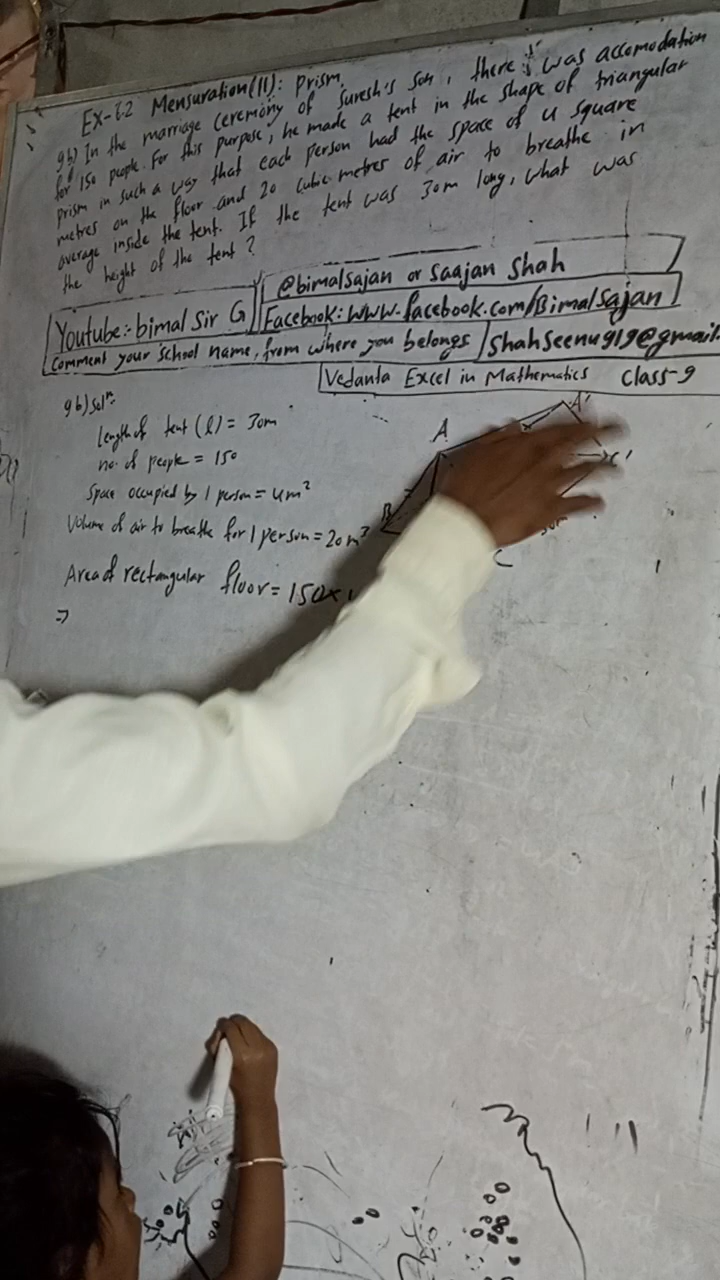 Ex-6.2 Mensuration(II): Prism.
9b) In the marriage ceremony of Suresh's son, there was accomodation
for 150 people. For this purpose, he made a tent in the shape of triangular
prism in such a way that each person had the space of 4 square
metres on the floor and 20 cubic metres of air to breathe in
average inside the tent. If the tent was 30m long, what was
the height of the tent?
@bimalsajan or Saajan Shah
Youtube:- bimal Sir G
Facebook: www.facebook.com/Bimalsajan
Comment your school name, from where you belongs
Shahseenu919@gmail.
Vedanta Excel in Mathematics Class-9
9b) Solⁿ:
length of tent (l) = 30m
no. of people = 150
Space occupied by 1 person = 4m²
Volume of air to breathe for 1 person = 20m³
Area of rectangular floor = 150×
⇒
A
A'
B
C
C'